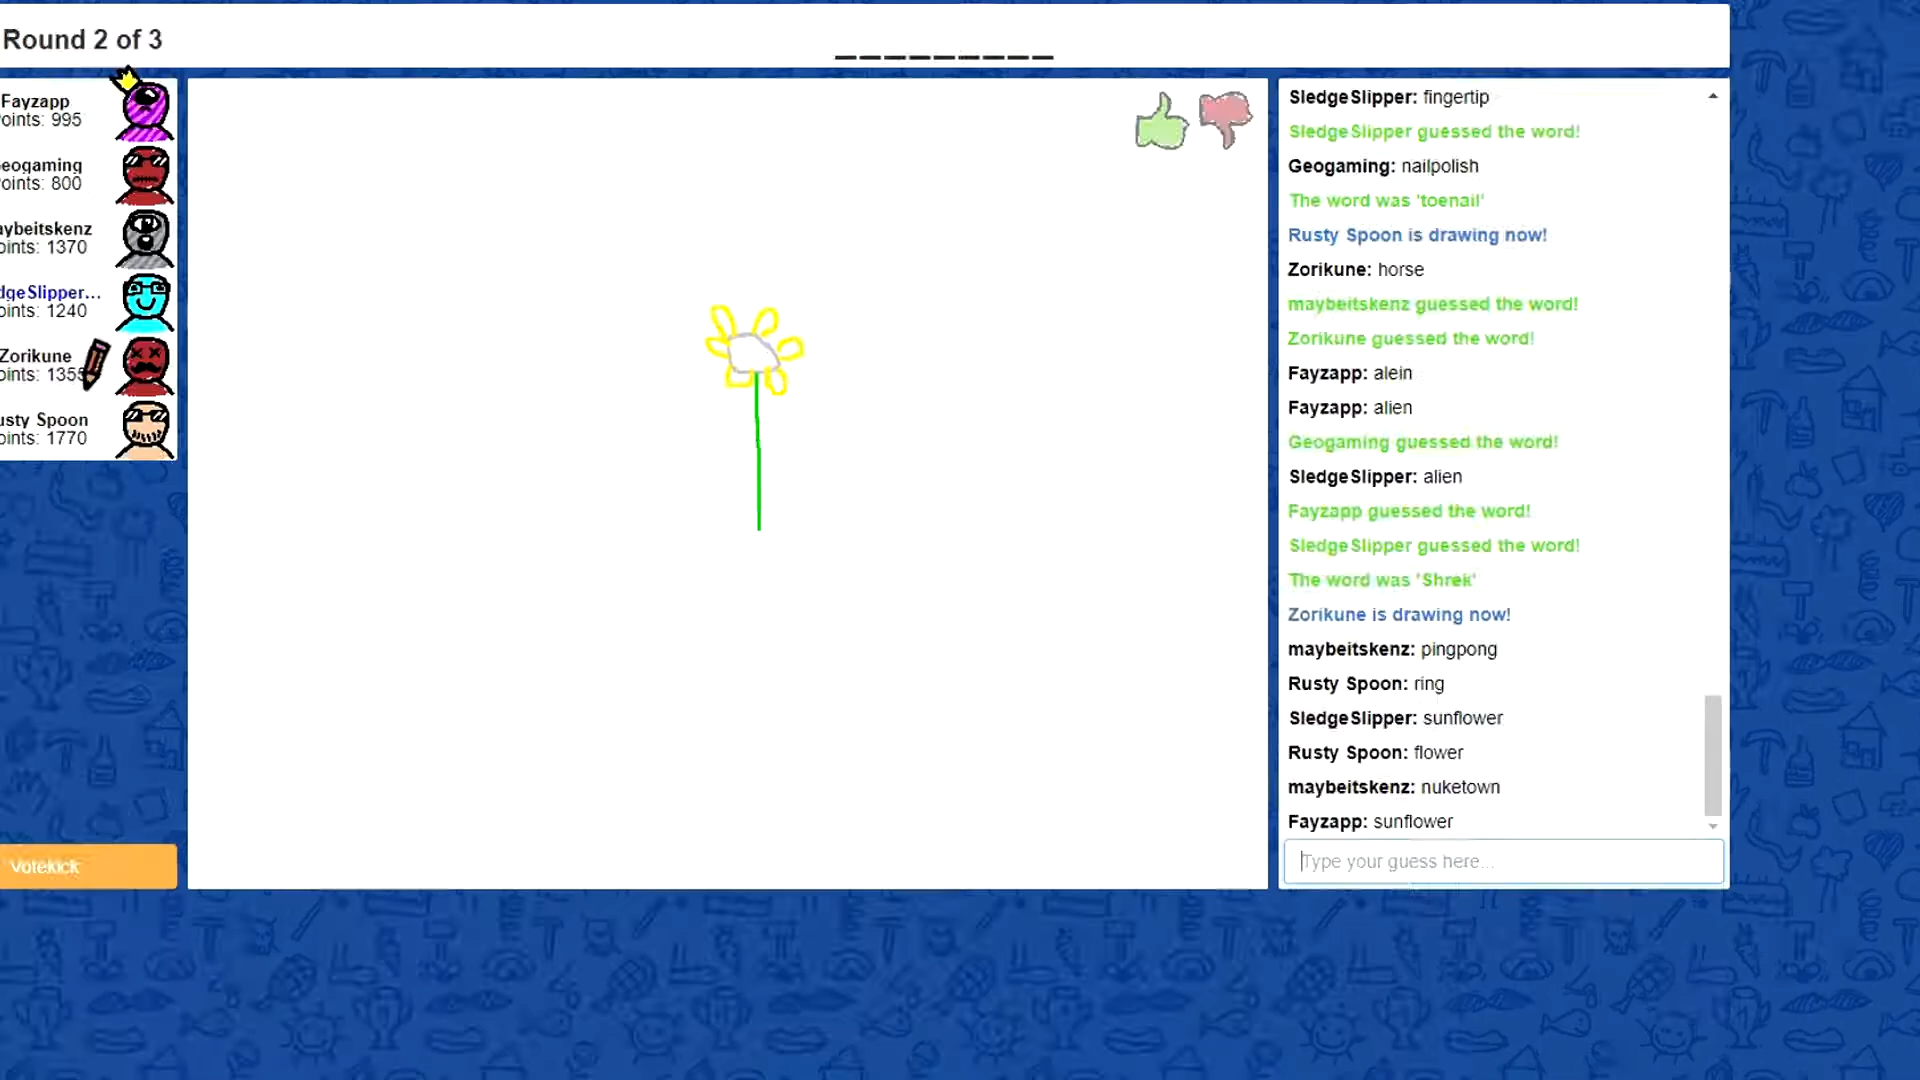 Round 2 of 3
_ _ _ _ _ _ _ _ _
Fayzapp
oints: 995
eogaming
oints: 800
aybeitskenz
oints: 1370
dgeSlipper...
oints: 1240
Zorikune
oints: 1355
usty Spoon
oints: 1770
Votekick
SledgeSlipper: fingertip
SledgeSlipper guessed the word!
Geogaming: nailpolish
The word was 'toenail'
Rusty Spoon is drawing now!
Zorikune: horse
maybeitskenz guessed the word!
Zorikune guessed the word!
Fayzapp: alein
Fayzapp: alien
Geogaming guessed the word!
SledgeSlipper: alien
Fayzapp guessed the word!
SledgeSlipper guessed the word!
The word was 'Shrek'
Zorikune is drawing now!
maybeitskenz: pingpong
Rusty Spoon: ring
SledgeSlipper: sunflower
Rusty Spoon: flower
maybeitskenz: nuketown
Fayzapp: sunflower
Type your guess here...